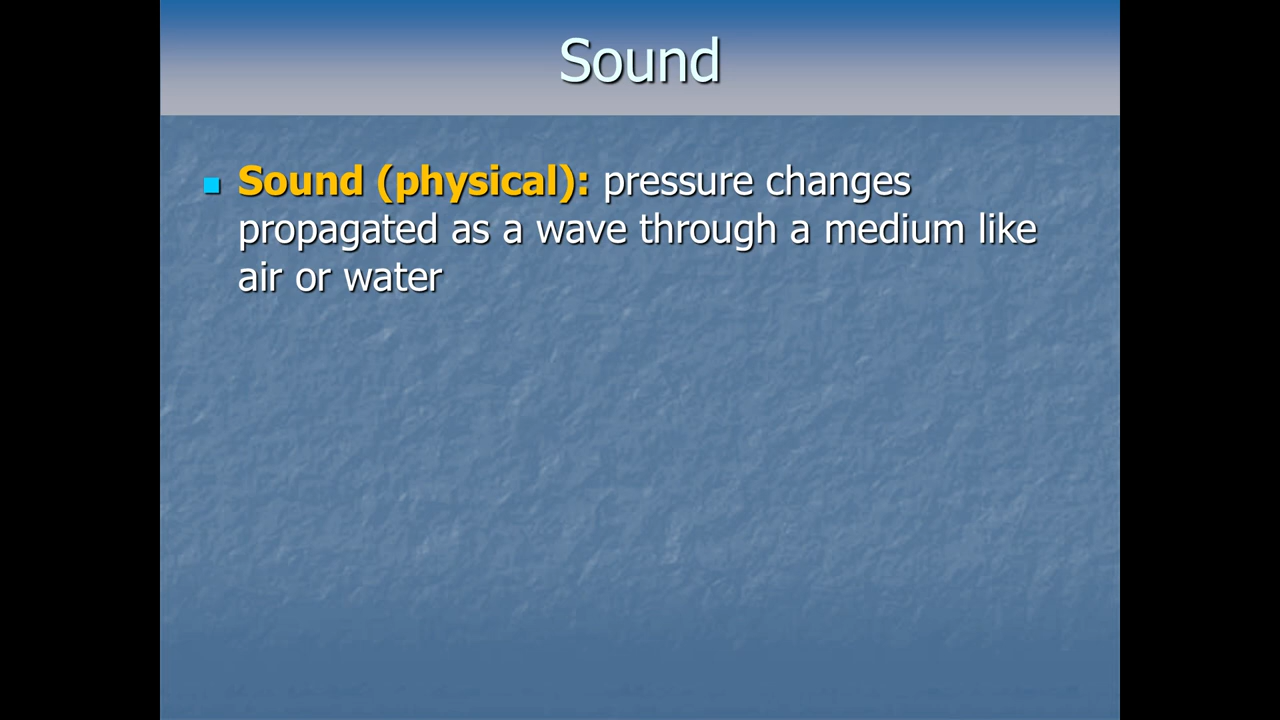 Sound
Sound (physical): pressure changes
propagated as a wave through a medium like
air or water